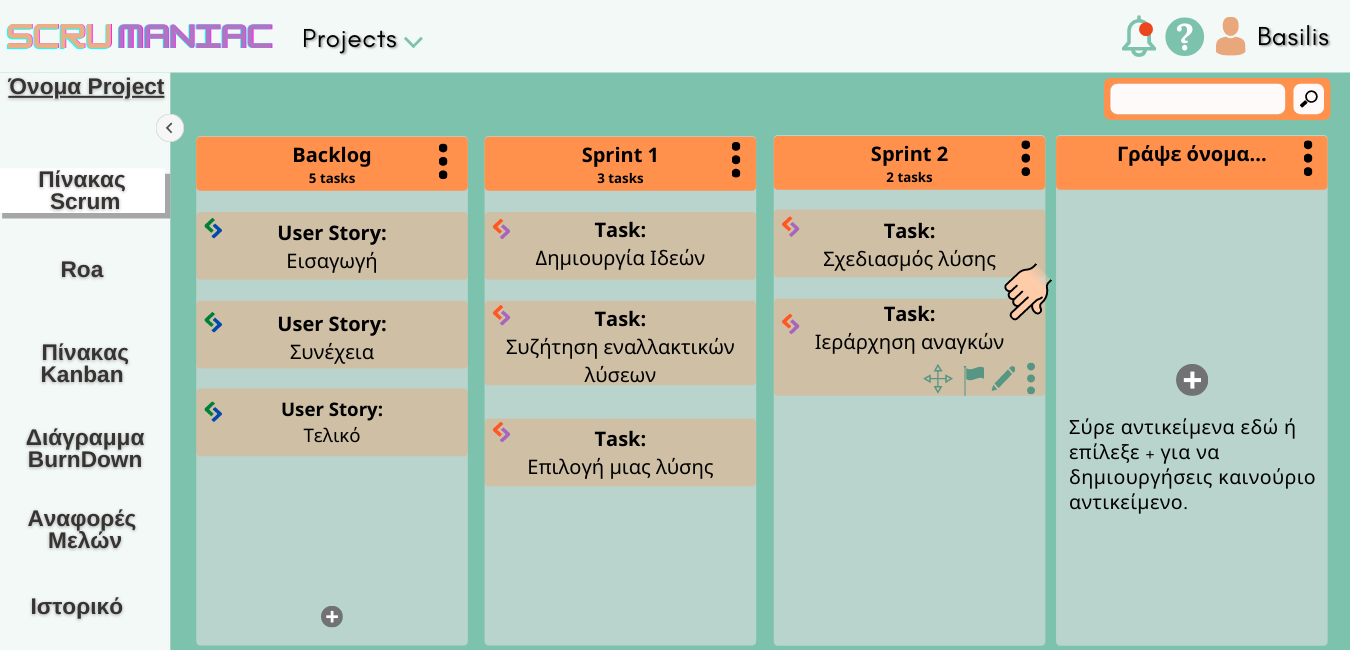 SCRUMANIAC
Projects
Basilis
Όνομα Project
Πίνακας
Scrum
Roa
Πίνακας
Kanban
Διάγραμμα
BurnDown
Αναφορές
Μελών
Ιστορικό
Backlog
5 tasks
User Story:
Εισαγωγή
User Story:
Συνέχεια
User Story:
Τελικό
Sprint 1
3 tasks
Task:
Δημιουργία Ιδεών
Task:
Συζήτηση εναλλακτικών
λύσεων
Task:
Επιλογή μιας λύσης
Sprint 2
2 tasks
Task:
Σχεδιασμός λύσης
Task:
Ιεράρχηση αναγκών
Γράψε όνομα...
Σύρε αντικείμενα εδώ ή
επίλεξε + για να
δημιουργήσεις καινούριο
αντικείμενο.